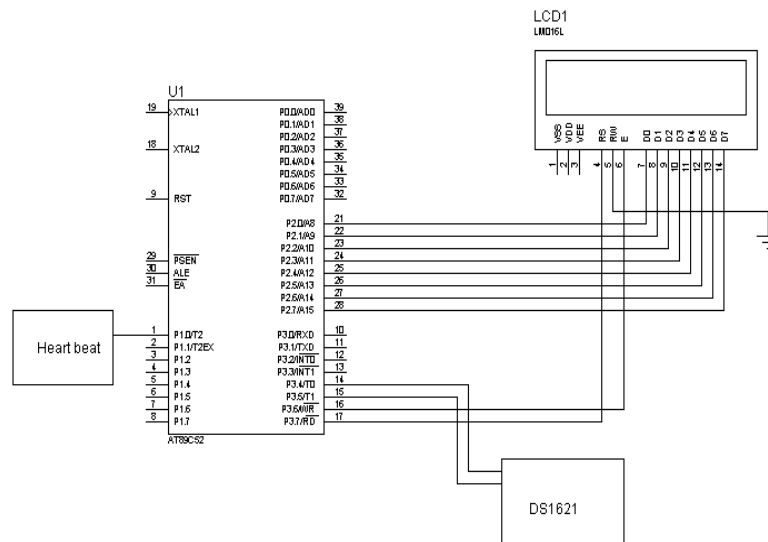 LCD1
LM016L
VSS VDD VEE RS RW E D0 D1 D2 D3 D4 D5 D6 D7
1 2 3 4 5 6 7 8 9 10 11 12 13 14
U1
19 XTAL1 P0.0/AD0 39
P0.1/AD1 38
P0.2/AD2 37
18 XTAL2 P0.3/AD3 36
P0.4/AD4 35
P0.5/AD5 34
P0.6/AD6 33
9 RST P0.7/AD7 32
P2.0/A8 21
P2.1/A9 22
P2.2/A10 23
29 PSEN P2.3/A11 24
30 ALE P2.4/A12 25
31 EA P2.5/A13 26
P2.6/A14 27
P2.7/A15 28
Heart beat
1 P1.0/T2 P3.0/RXD 10
2 P1.1/T2EX P3.1/TXD 11
3 P1.2 P3.2/INT0 12
4 P1.3 P3.3/INT1 13
5 P1.4 P3.4/T0 14
6 P1.5 P3.5/T1 15
7 P1.6 P3.6/WR 16
8 P1.7 P3.7/RD 17
AT89C52
DS1621